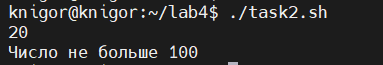 knigor@knigor:~/lab4$ ./task2.sh
20
Число не больше 100